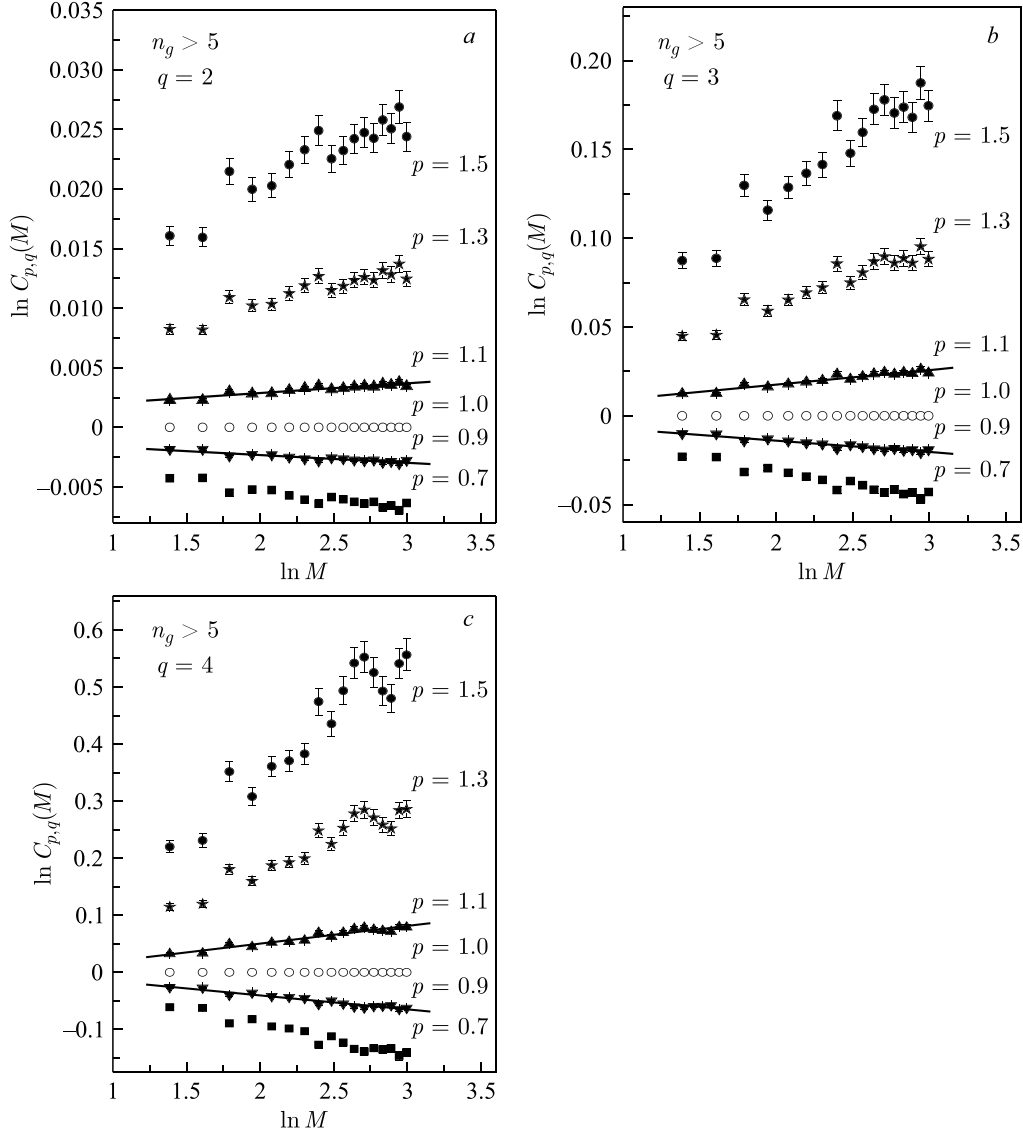 a
n_g > 5
q = 2
ln C_{p,q}(M)
0.035
0.030
0.025
0.020
0.015
0.010
0.005
0
−0.005
p = 1.5
p = 1.3
p = 1.1
p = 1.0
p = 0.9
p = 0.7
1 1.5 2 2.5 3 3.5
ln M
b
n_g > 5
q = 3
ln C_{p,q}(M)
0.20
0.15
0.10
0.05
0
−0.05
p = 1.5
p = 1.3
p = 1.1
p = 1.0
p = 0.9
p = 0.7
1 1.5 2 2.5 3 3.5
ln M
c
n_g > 5
q = 4
ln C_{p,q}(M)
0.6
0.5
0.4
0.3
0.2
0.1
0
−0.1
p = 1.5
p = 1.3
p = 1.1
p = 1.0
p = 0.9
p = 0.7
1 1.5 2 2.5 3 3.5
ln M